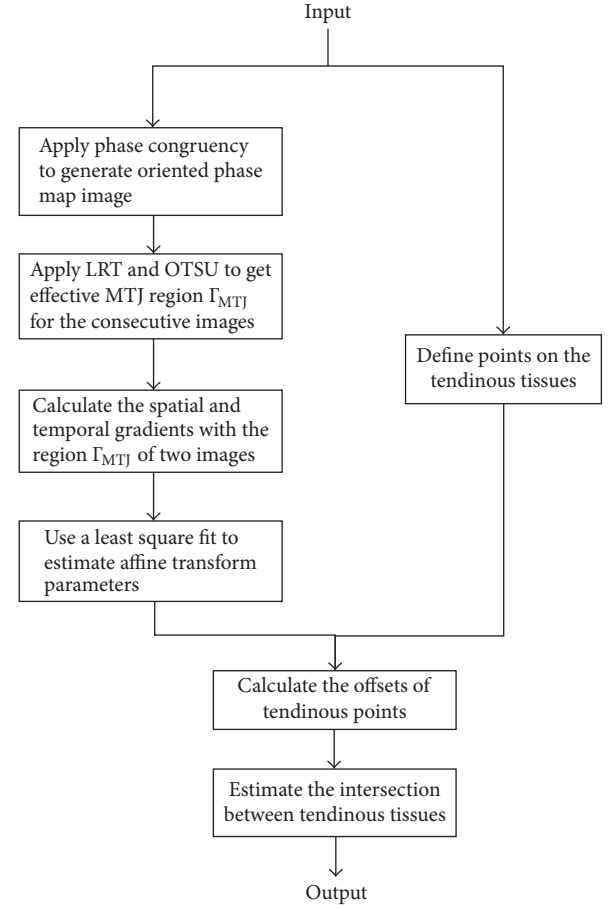 Input
Apply phase congruency
to generate oriented phase
map image
Apply LRT and OTSU to get
effective MTJ region Γ_MTJ
for the consecutive images
Calculate the spatial and
temporal gradients with the
region Γ_MTJ of two images
Use a least square fit to
estimate affine transform
parameters
Define points on the
tendinous tissues
Calculate the offsets of
tendinous points
Estimate the intersection
between tendinous tissues
Output